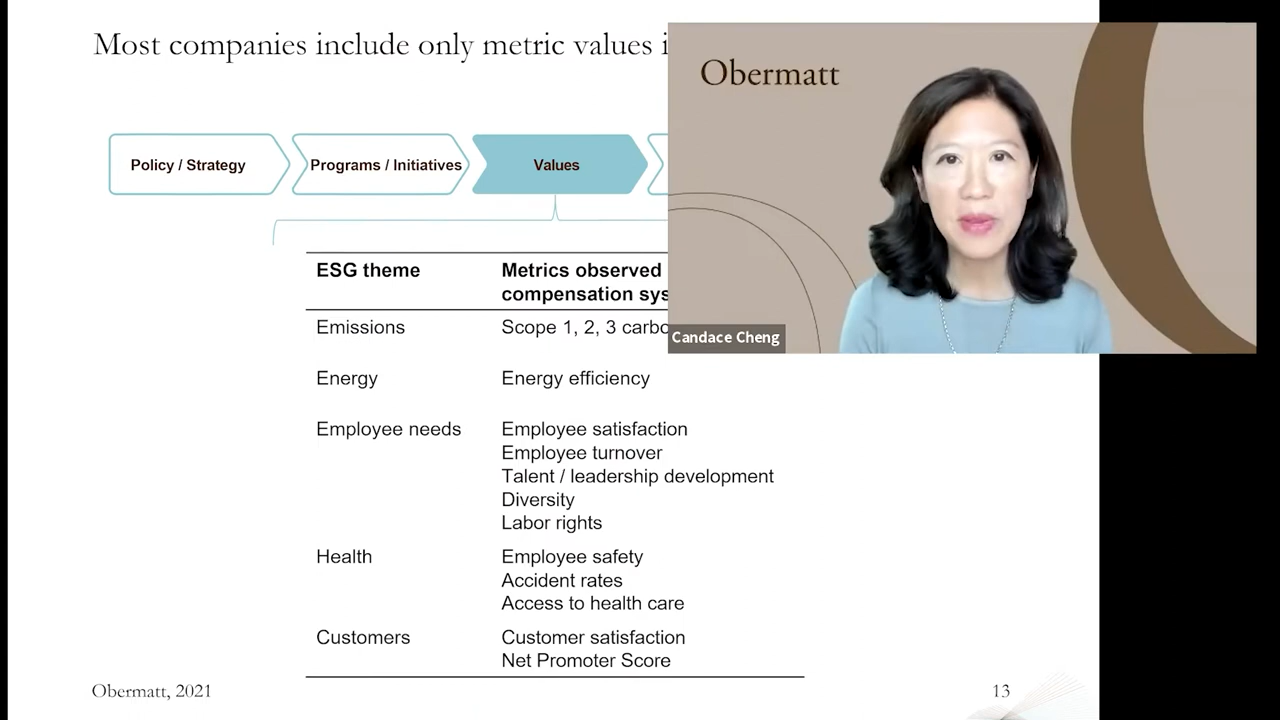 Most companies include only metric values i
Obermatt
Policy / Strategy
Programs / Initiatives
Values
ESG theme
Metrics observed
compensation sys
Candace Cheng
Emissions
Scope 1, 2, 3 carbo
Energy
Energy efficiency
Employee needs
Employee satisfaction
Employee turnover
Talent / leadership development
Diversity
Labor rights
Health
Employee safety
Accident rates
Access to health care
Customers
Customer satisfaction
Net Promoter Score
Obermatt, 2021
13